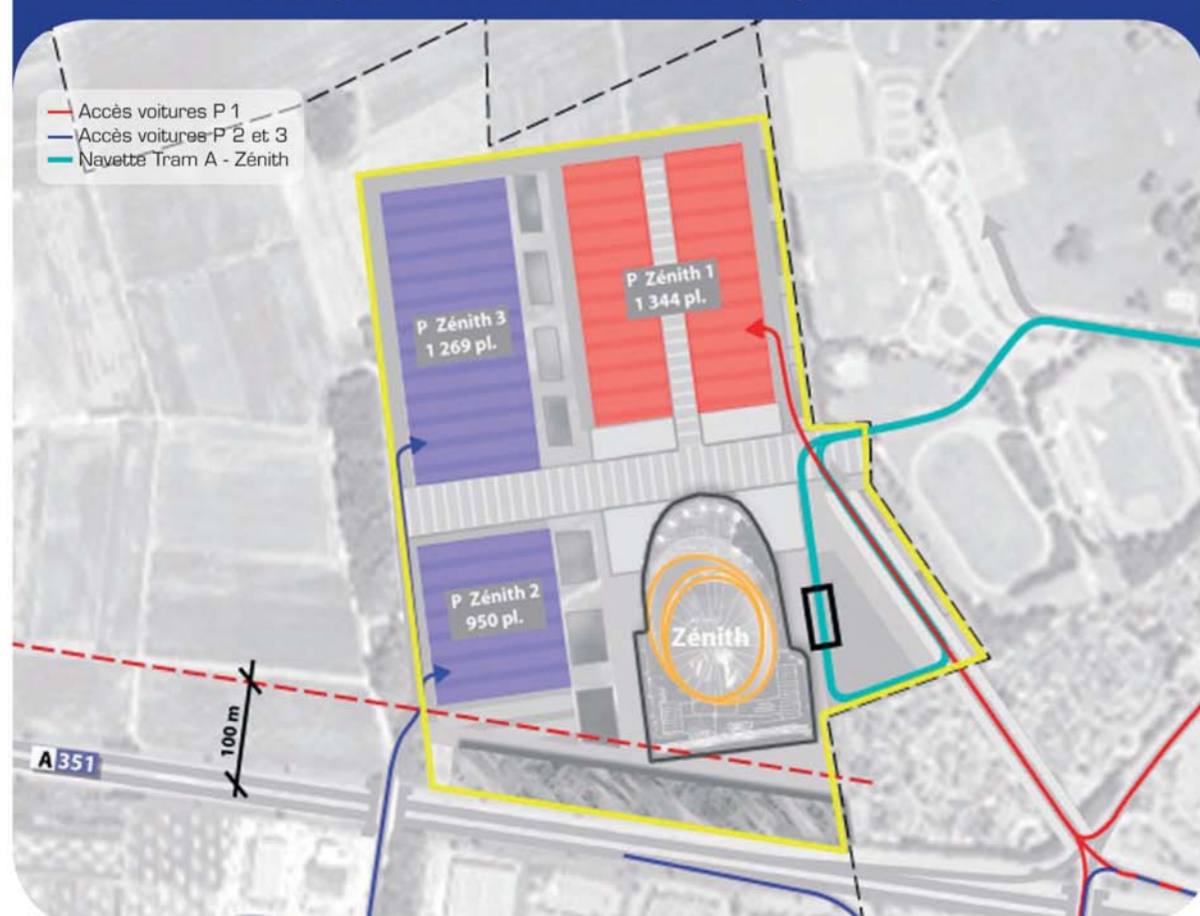 Accès voitures P 1
Accès voitures P 2 et 3
Navette Tram A - Zénith
P Zénith 1
1 344 pl.
P Zénith 3
1 269 pl.
P Zénith 2
950 pl.
Zénith
100 m
A 351